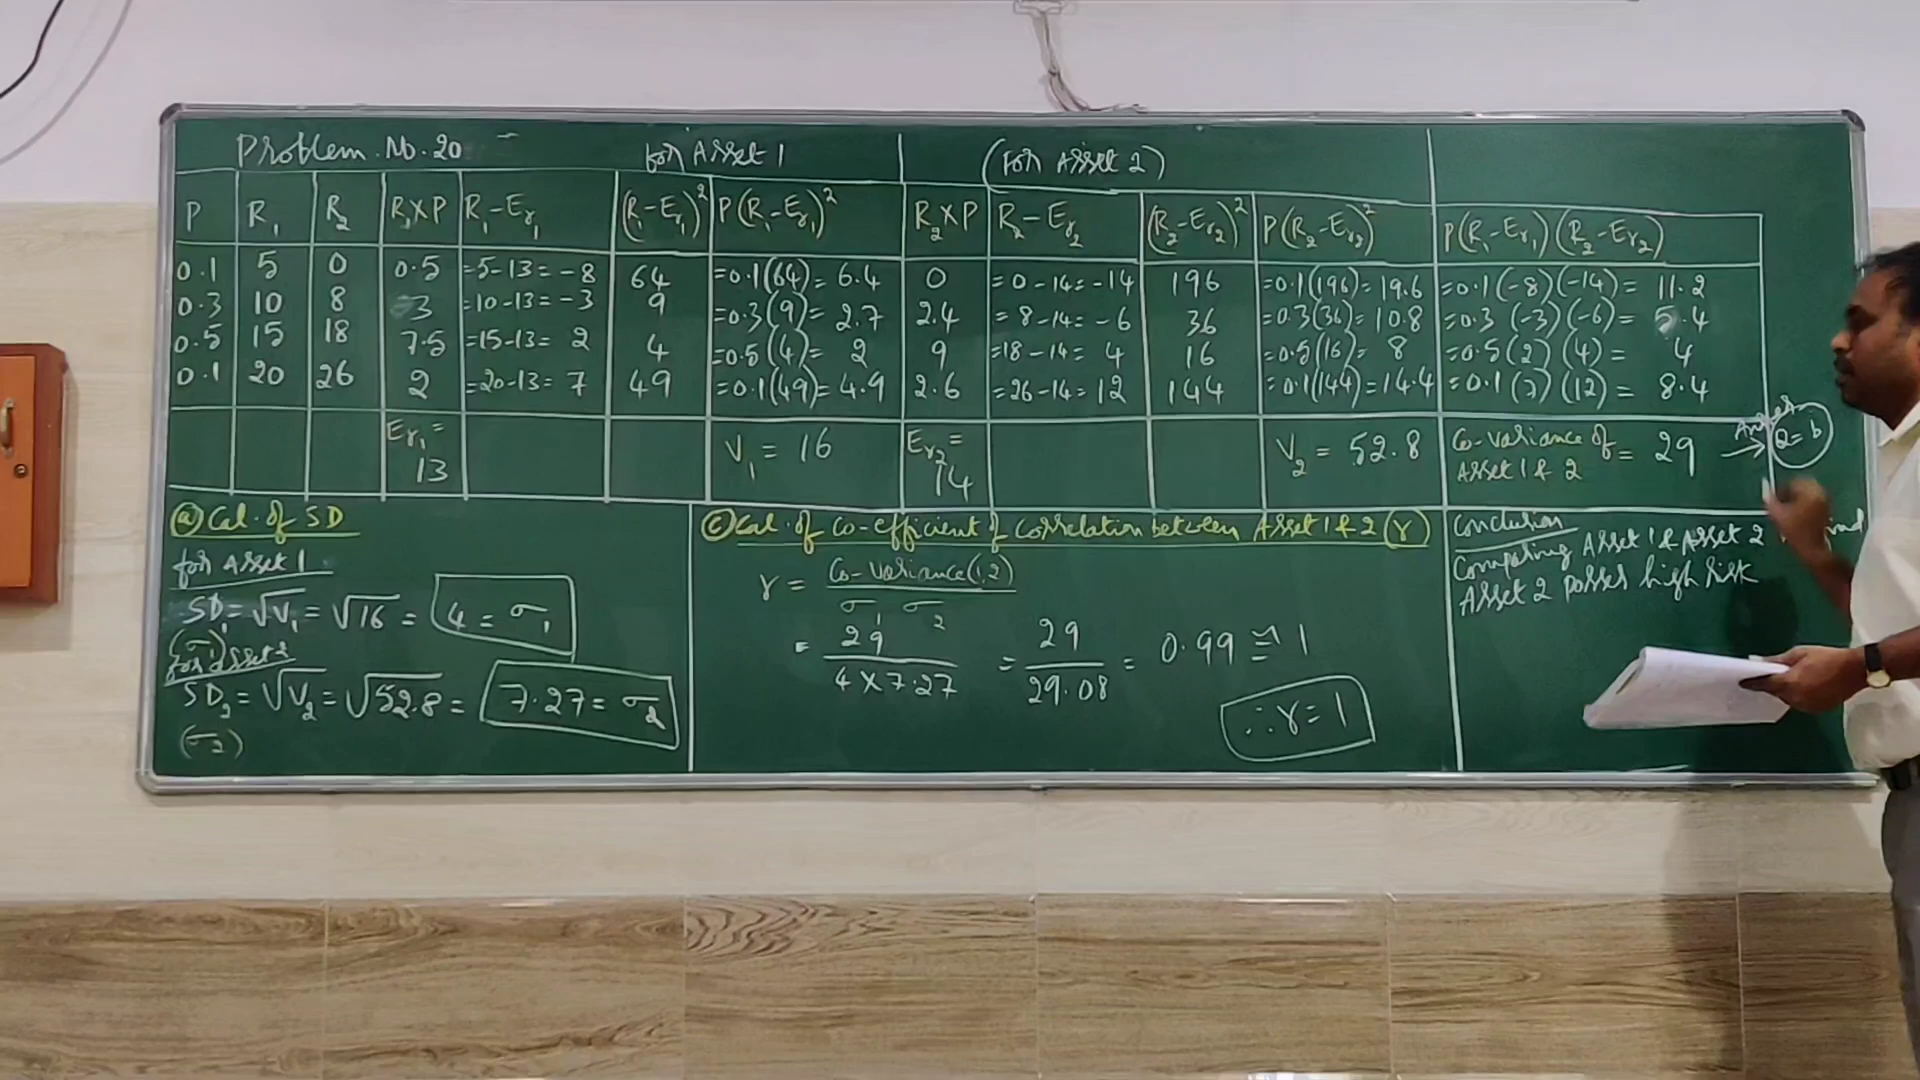 Problem. No. 20 for Asset 1 (For Asset 2)
P R₁ R₂ R₁XP R₁-Er₁ (R₁-Er₁)² P(R₁-Er₁)² R₂XP R₂-Er₂ (R₂-Er₂)² P(R₂-Er₂)² P(R₁-Er₁)(R₂-Er₂)
0.1 5 0 0.5 =5-13=-8 64 =0.1(64)=6.4 0 =0-14=-14 196 =0.1(196)=19.6 =0.1(-8)(-14)= 11.2
0.3 10 8 3 =10-13=-3 9 =0.3(9)=2.7 2.4 =8-14=-6 36 =0.3(36)=10.8 =0.3(-3)(-6)= 5.4
0.5 15 18 7.5 =15-13= 2 4 =0.5(4)= 2 9 =18-14= 4 16 =0.5(16)= 8 =0.5(2)(4)= 4
0.1 20 26 2 =20-13= 7 49 =0.1(49)=4.9 2.6 =26-14=12 144 =0.1(144)=14.4 =0.1(7)(12)= 8.4
Er₁= 13 V₁ = 16 Er₂= 14 V₂ = 52.8 Co-variance of Asset 1 & 2 = 29 → Answer
Q=b
(a) Cal. of SD
for Asset 1
SD₁=√V₁=√16= 4 = σ₁
(σ₁)
for asset 2
SD₂=√V₂=√52.8= 7.27= σ₂
(σ₂)
(c) Cal. of Co-efficient of Correlation between Asset 1 & 2 (r)
r = Co-variance(1,2)
σ₁ σ₂
= 29 = 29 = 0.99 ≅ 1
4 X 7.27 29.08
∴ r=1
Conclusion
Comparing Asset 1 & Asset 2
Asset 2 posses high risk